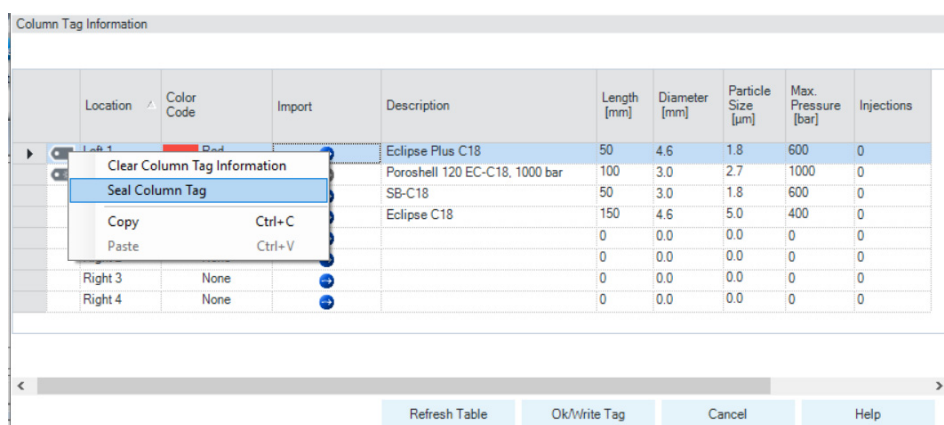 Column Tag Information
Location Color Code Import Description Length [mm] Diameter [mm] Particle Size [µm] Max. Pressure [bar] Injections
Left 1 Red Eclipse Plus C18 50 4.6 1.8 600 0
Clear Column Tag Information
Poroshell 120 EC-C18, 1000 bar 100 3.0 2.7 1000 0
Seal Column Tag
SB-C18 50 3.0 1.8 600 0
Copy Ctrl+C
Eclipse C18 150 4.6 5.0 400 0
Paste Ctrl+V
0 0.0 0.0 0 0
0 0.0 0.0 0 0
Right 3 None 0 0.0 0.0 0 0
Right 4 None 0 0.0 0.0 0 0
Refresh Table Ok/Write Tag Cancel Help